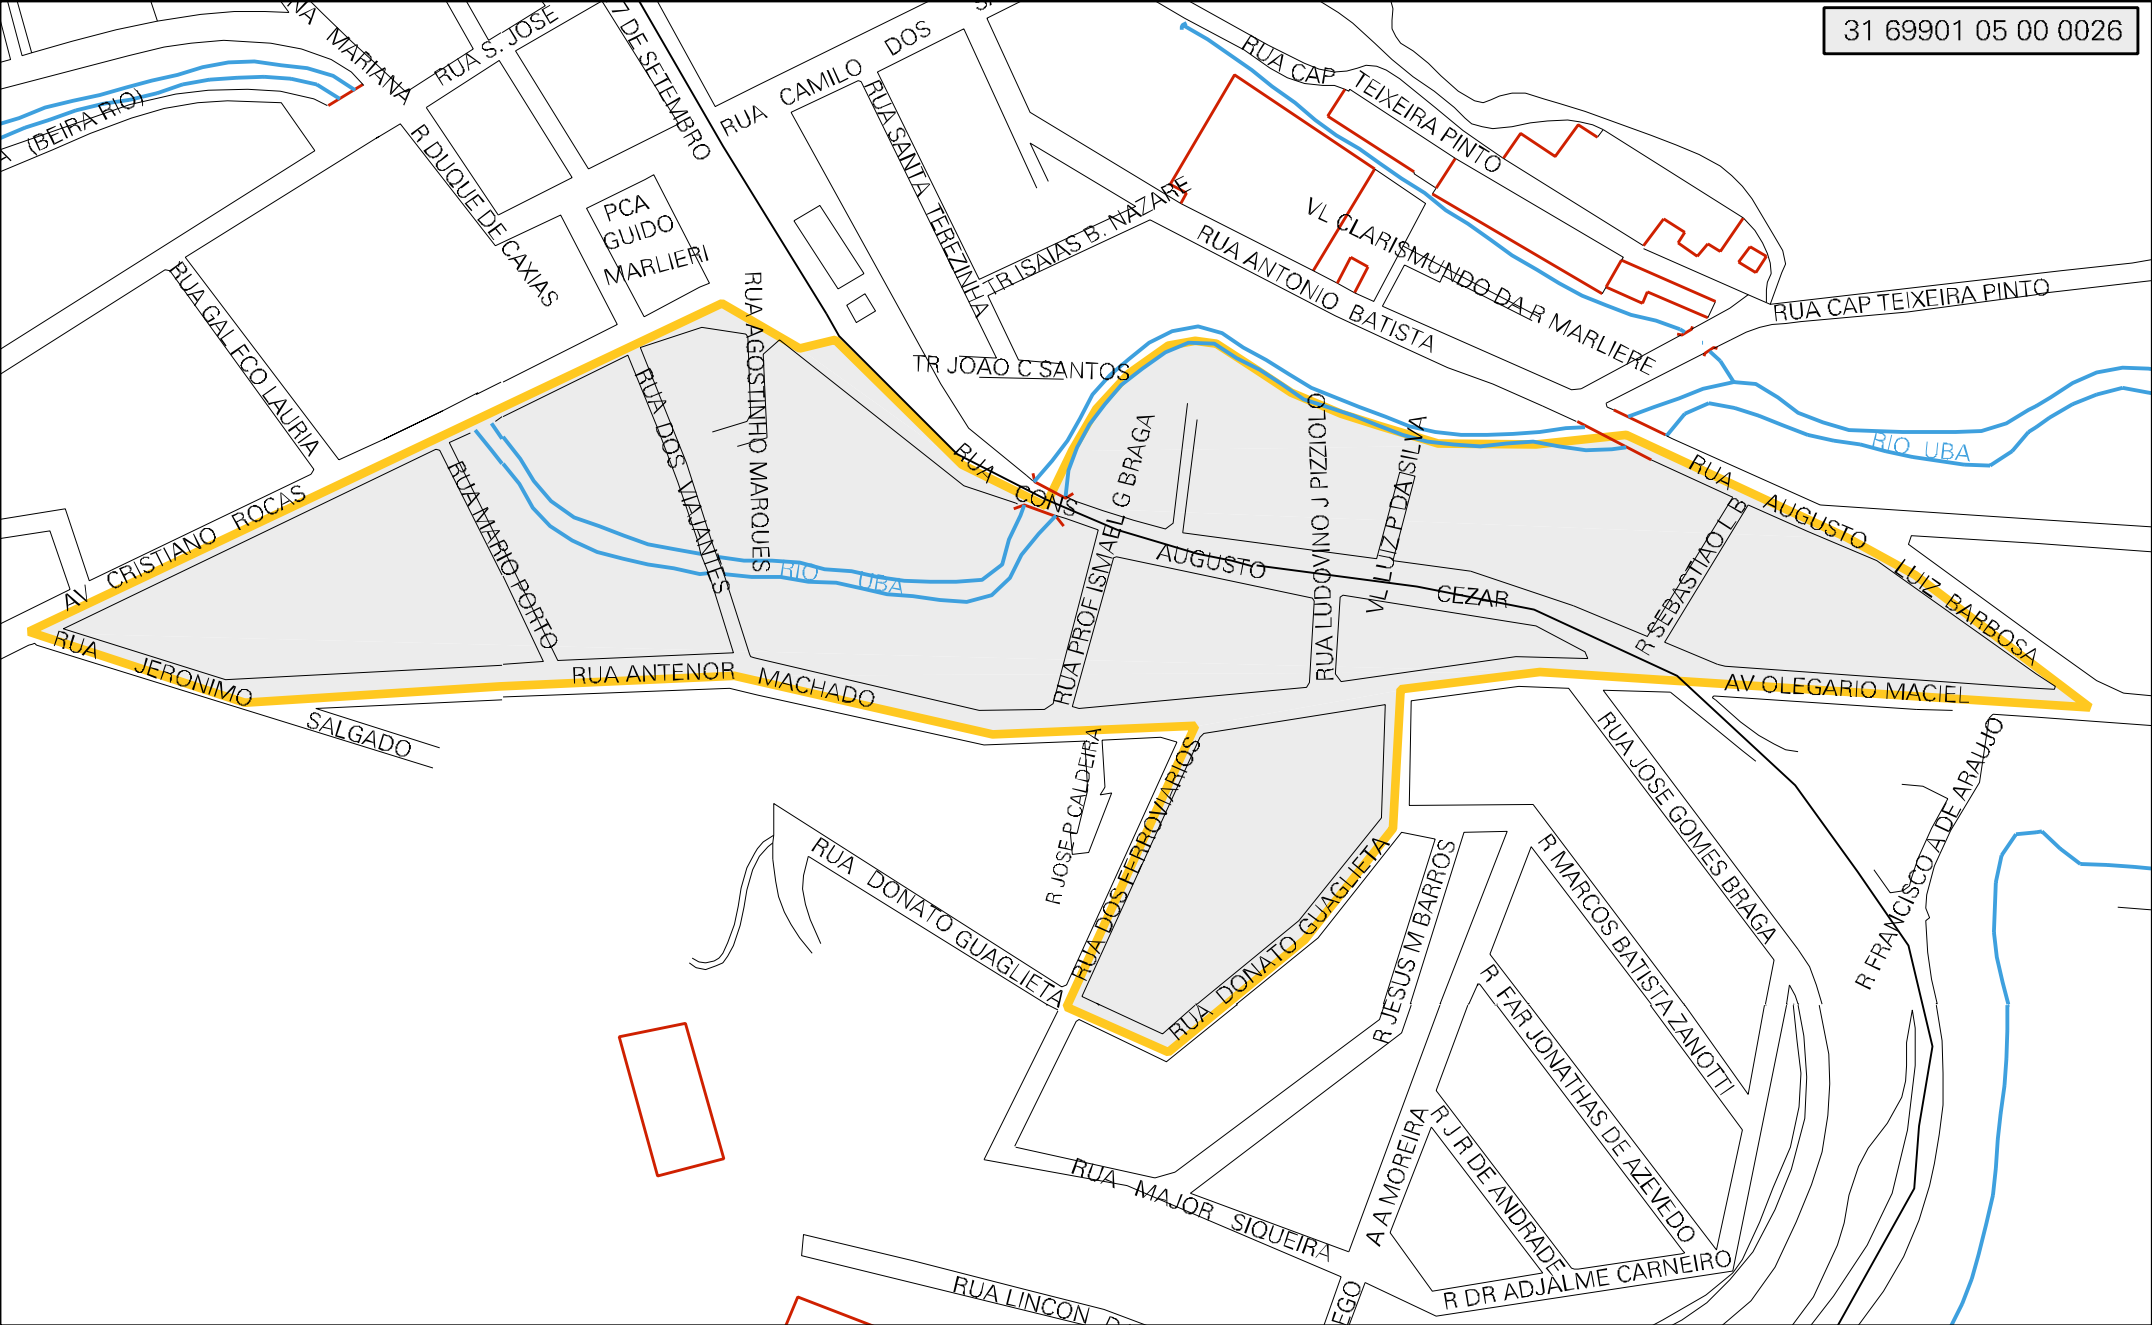 31 69901 05 00 0026
MARIANA
RUA S. JOSE
7 DE SETEMBRO
RUA CAMILO DOS
RUA CAP TEIXEIRA PINTO
(BEIRA RIO)
R DUQUE DE CAXIAS
RUA SANTA TEREZINHA
PCA
GUIDO
MARLIERI
TR ISAIAS B. NAZARE
RUA ANTONIO BATISTA
VL CLARISMUNDO DA R MARLIERE
RUA CAP TEIXEIRA PINTO
RUA GAL FCO LAURIA
RUA AGOSTINHO MARQUES
TR JOAO C SANTOS
RUA DOS VIAJANTES
RUA MARIO PORTO
AV CRISTIANO ROCAS
RUA CONS AUGUSTO CEZAR
RUA PROF ISMAEL G BRAGA
RUA LUDOVINO J PIZZIOLO
VL LUIZ P DA SILVA
RIO UBA
RIO UBA
RUA AUGUSTO LUIZ BARBOSA
R SEBASTIAO L B
RUA JERONIMO SALGADO
RUA ANTENOR MACHADO
AV OLEGARIO MACIEL
R JOSE P CALDEIRA
RUA DOS FERROVIARIOS
RUA DONATO GUAGLIETA
RUA DONATO GUAGLIETA
R JESUS M BARROS
RUA JOSE GOMES BRAGA
R MARCOS BATISTA ZANOTTI
R FRANCISCO A DE ARAUJO
R FAR JONATHAS DE AZEVEDO
R J R DE ANDRADE
A A MOREIRA
RUA MAJOR SIQUEIRA
R DR ADJALME CARNEIRO
RUA LINCON
EGO